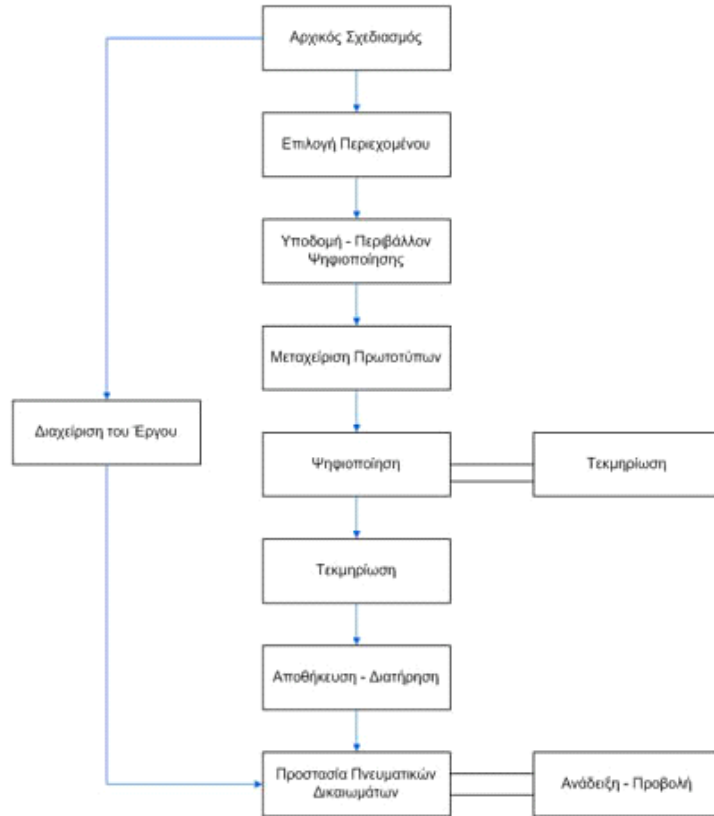 Αρχικός Σχεδιασμός
Επιλογή Περιεχομένου
Υποδομή - Περιβάλλον
Ψηφιοποίησης
Μεταχείριση Πρωτοτύπων
Διαχείριση του Έργου
Ψηφιοποίηση
Τεκμηρίωση
Τεκμηρίωση
Αποθήκευση - Διατήρηση
Προστασία Πνευματικών
Δικαιωμάτων
Ανάδειξη - Προβολή